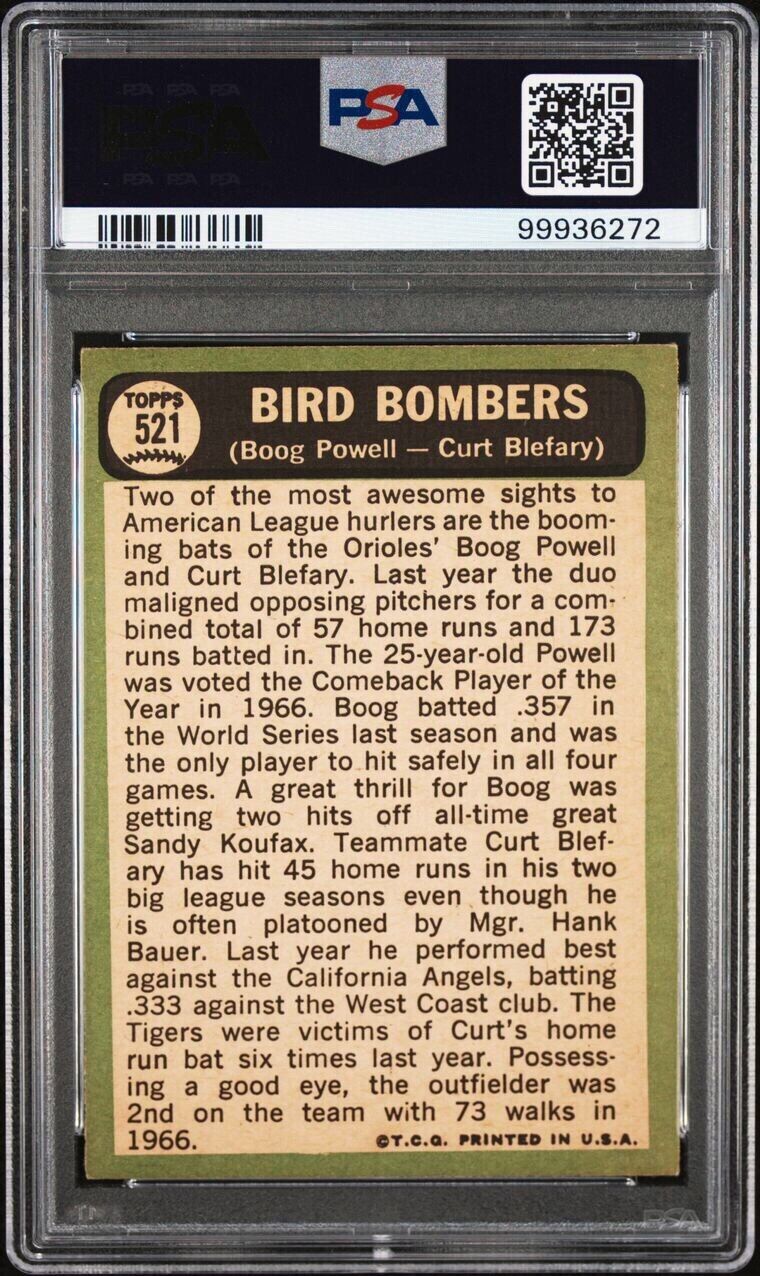 PSA PSA PSA
PSA
PSA PSA PSA
PSA
99936272
TOPPS
521
BIRD BOMBERS
(Boog Powell — Curt Blefary)
Two of the most awesome sights to
American League hurlers are the boom-
ing bats of the Orioles' Boog Powell
and Curt Blefary. Last year the duo
maligned opposing pitchers for a com-
bined total of 57 home runs and 173
runs batted in. The 25-year-old Powell
was voted the Comeback Player of the
Year in 1966. Boog batted .357 in
the World Series last season and was
the only player to hit safely in all four
games. A great thrill for Boog was
getting two hits off all-time great
Sandy Koufax. Teammate Curt Blef-
ary has hit 45 home runs in his two
big league seasons even though he
is often platooned by Mgr. Hank
Bauer. Last year he performed best
against the California Angels, batting
.333 against the West Coast club. The
Tigers were victims of Curt's home
run bat six times last year. Possess-
ing a good eye, the outfielder was
2nd on the team with 73 walks in
1966.
©T.C.G. PRINTED IN U.S.A.
PSA